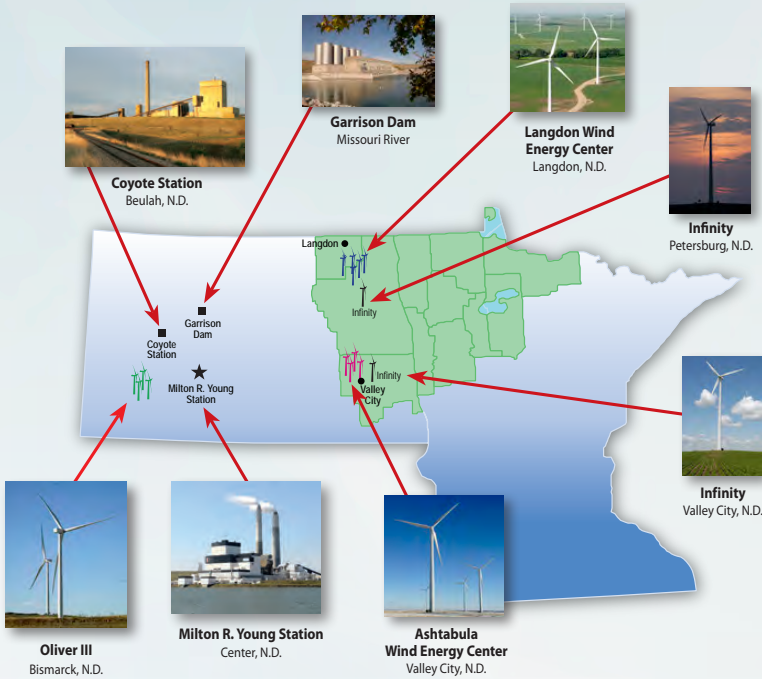 Garrison Dam
Missouri River
Langdon Wind
Energy Center
Langdon, N.D.
Coyote Station
Beulah, N.D.
Infinity
Petersburg, N.D.
Langdon
Infinity
Garrison
Dam
Coyote
Station
Milton R. Young
Station
Infinity
Valley
City
Infinity
Valley City, N.D.
Oliver III
Bismarck, N.D.
Milton R. Young Station
Center, N.D.
Ashtabula
Wind Energy Center
Valley City, N.D.